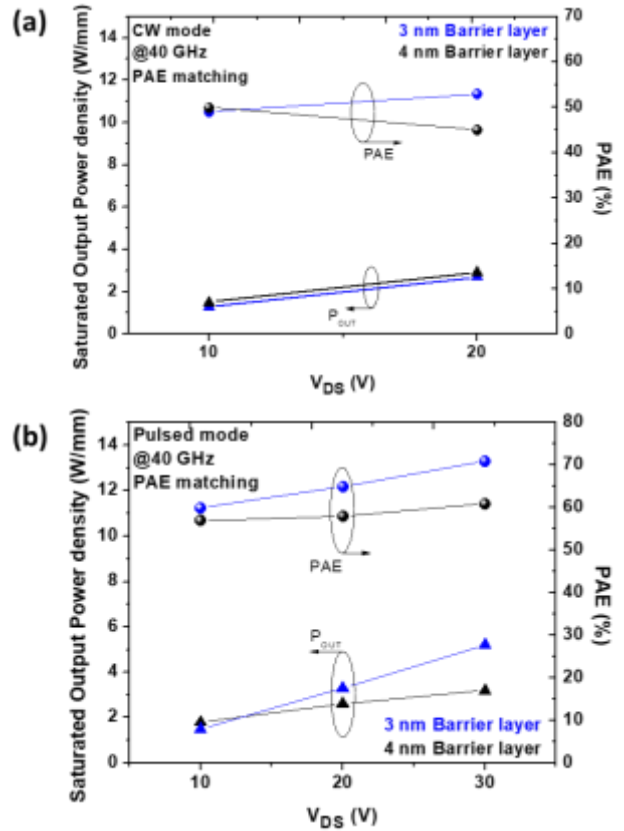 (a)
CW mode
@40 GHz
PAE matching
3 nm Barrier layer
4 nm Barrier layer
PAE
P_OUT
Saturated Output Power density (W/mm)
14
12
10
8
6
4
2
0
PAE (%)
70
60
50
40
30
20
10
0
10
20
V_DS (V)
(b)
Pulsed mode
@40 GHz
PAE matching
PAE
P_OUT
3 nm Barrier layer
4 nm Barrier layer
Saturated Output Power density (W/mm)
14
12
10
8
6
4
2
0
PAE (%)
80
70
60
50
40
30
20
10
0
10
20
30
V_DS (V)